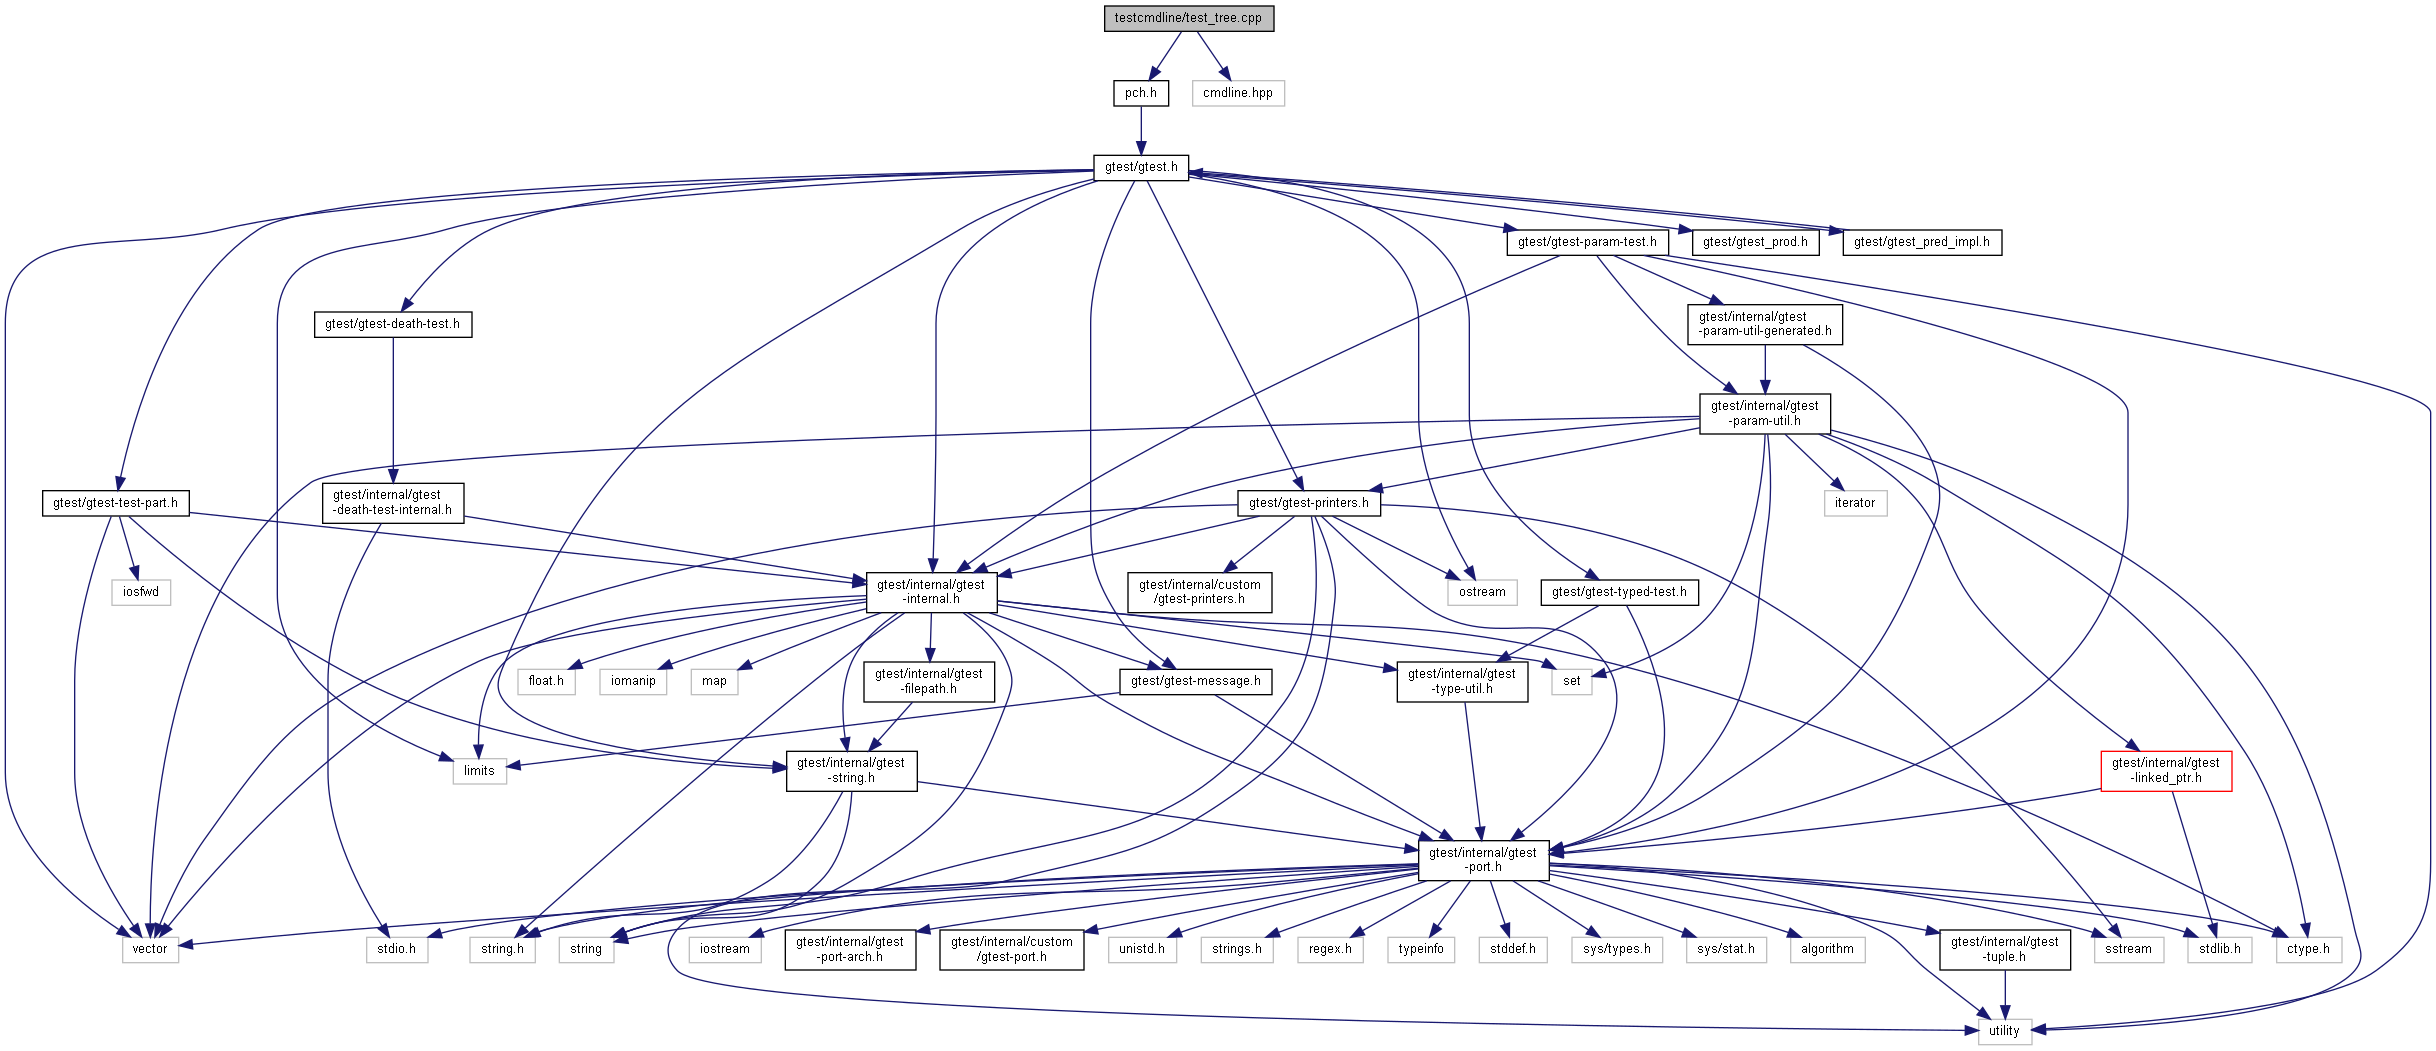 testcmdline/test_tree.cpp
pch.h
cmdline.hpp
gtest/gtest.h
gtest/gtest-param-test.h
gtest/gtest_prod.h
gtest/gtest_pred_impl.h
gtest/gtest-death-test.h
gtest/internal/gtest
-param-util-generated.h
gtest/internal/gtest
-param-util.h
gtest/gtest-test-part.h
gtest/internal/gtest
-death-test-internal.h
gtest/gtest-printers.h
iterator
iosfwd
gtest/internal/gtest
-internal.h
gtest/internal/custom
/gtest-printers.h
ostream
gtest/gtest-typed-test.h
float.h
iomanip
map
gtest/internal/gtest
-filepath.h
gtest/gtest-message.h
gtest/internal/gtest
-type-util.h
set
limits
gtest/internal/gtest
-string.h
gtest/internal/gtest
-linked_ptr.h
gtest/internal/gtest
-port.h
vector
stdio.h
string.h
string
iostream
gtest/internal/gtest
-port-arch.h
gtest/internal/custom
/gtest-port.h
unistd.h
strings.h
regex.h
typeinfo
stddef.h
sys/types.h
sys/stat.h
algorithm
gtest/internal/gtest
-tuple.h
sstream
stdlib.h
ctype.h
utility